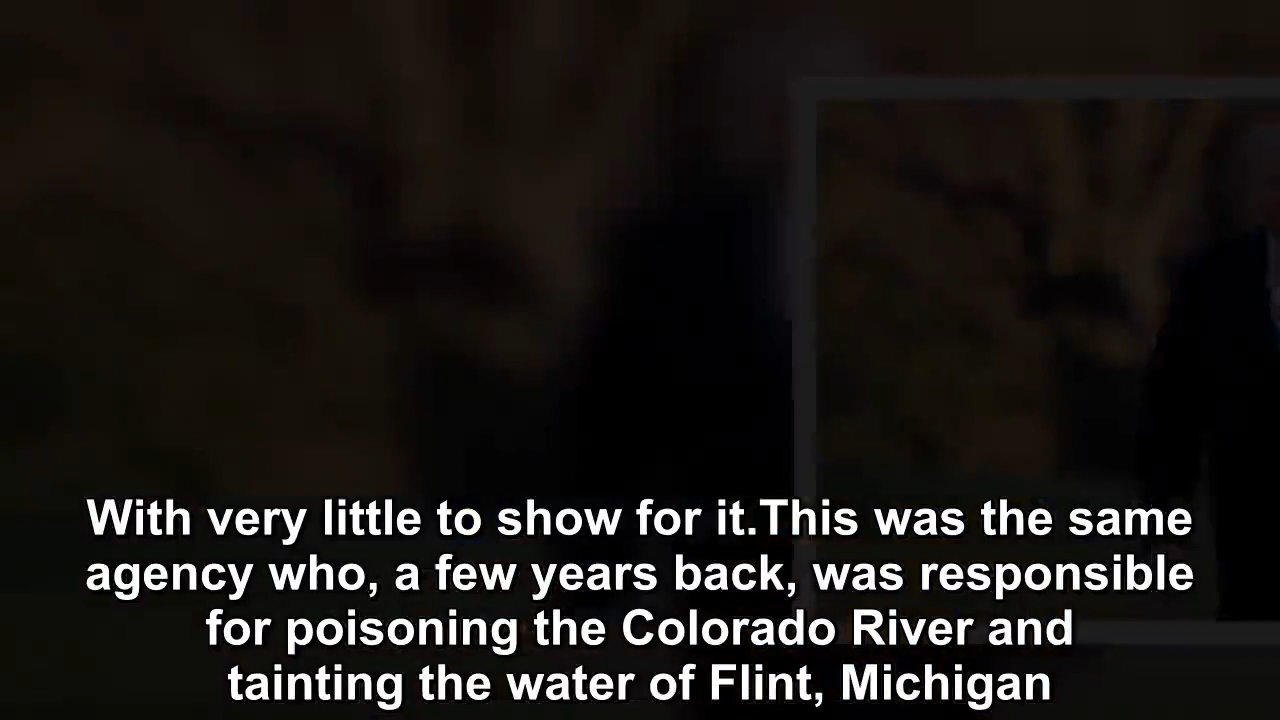 With very little to show for it.This was the same
agency who, a few years back, was responsible
for poisoning the Colorado River and
tainting the water of Flint, Michigan